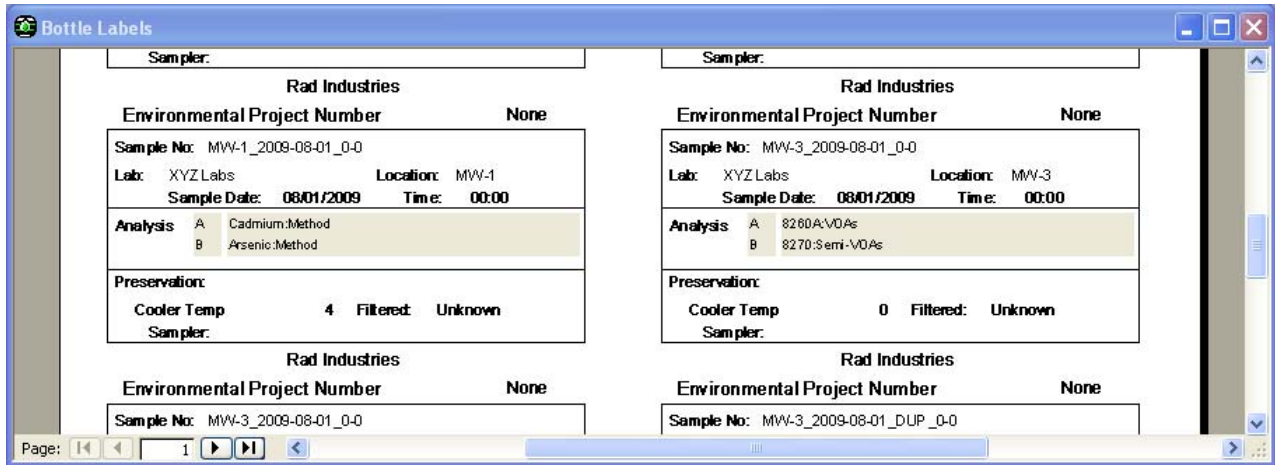 Bottle Labels
Sampler:
Rad Industries
Environmental Project Number None
Sample No: MW-1_2009-08-01_0-0
Lab: XYZ Labs Location: MW-1
Sample Date: 08/01/2009 Time: 00:00
Analysis A Cadmium:Method
B Arsenic:Method
Preservation:
Cooler Temp 4 Filtered: Unknown
Sampler:
Rad Industries
Environmental Project Number None
Sample No: MW-3_2009-08-01_0-0
Sampler:
Rad Industries
Environmental Project Number None
Sample No: MW-3_2009-08-01_0-0
Lab: XYZ Labs Location: MW-3
Sample Date: 08/01/2009 Time: 00:00
Analysis A 8260A:VOAs
B 8270:Semi-VOAs
Preservation:
Cooler Temp 0 Filtered: Unknown
Sampler:
Rad Industries
Environmental Project Number None
Sample No: MW-3_2009-08-01_DUP_0-0
Page: 1